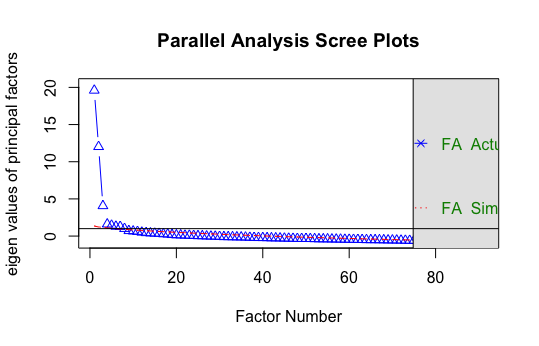 Parallel Analysis Scree Plots
eigen values of principal factors
20
15
10
5
0
FA Actu
FA Sim
0 20 40 60 80
Factor Number